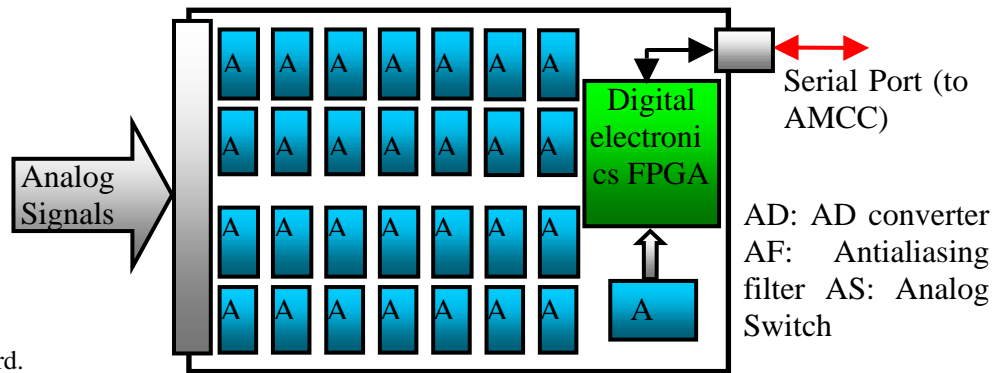 A A A A A A A
Serial Port (to
AMCC)
Digital
electroni
cs FPGA
A A A A A A A
Analog
Signals
AD: AD converter
AF: Antialiasing
filter AS: Analog
Switch
A A A A A A A
A A A A A A A
A
rd.